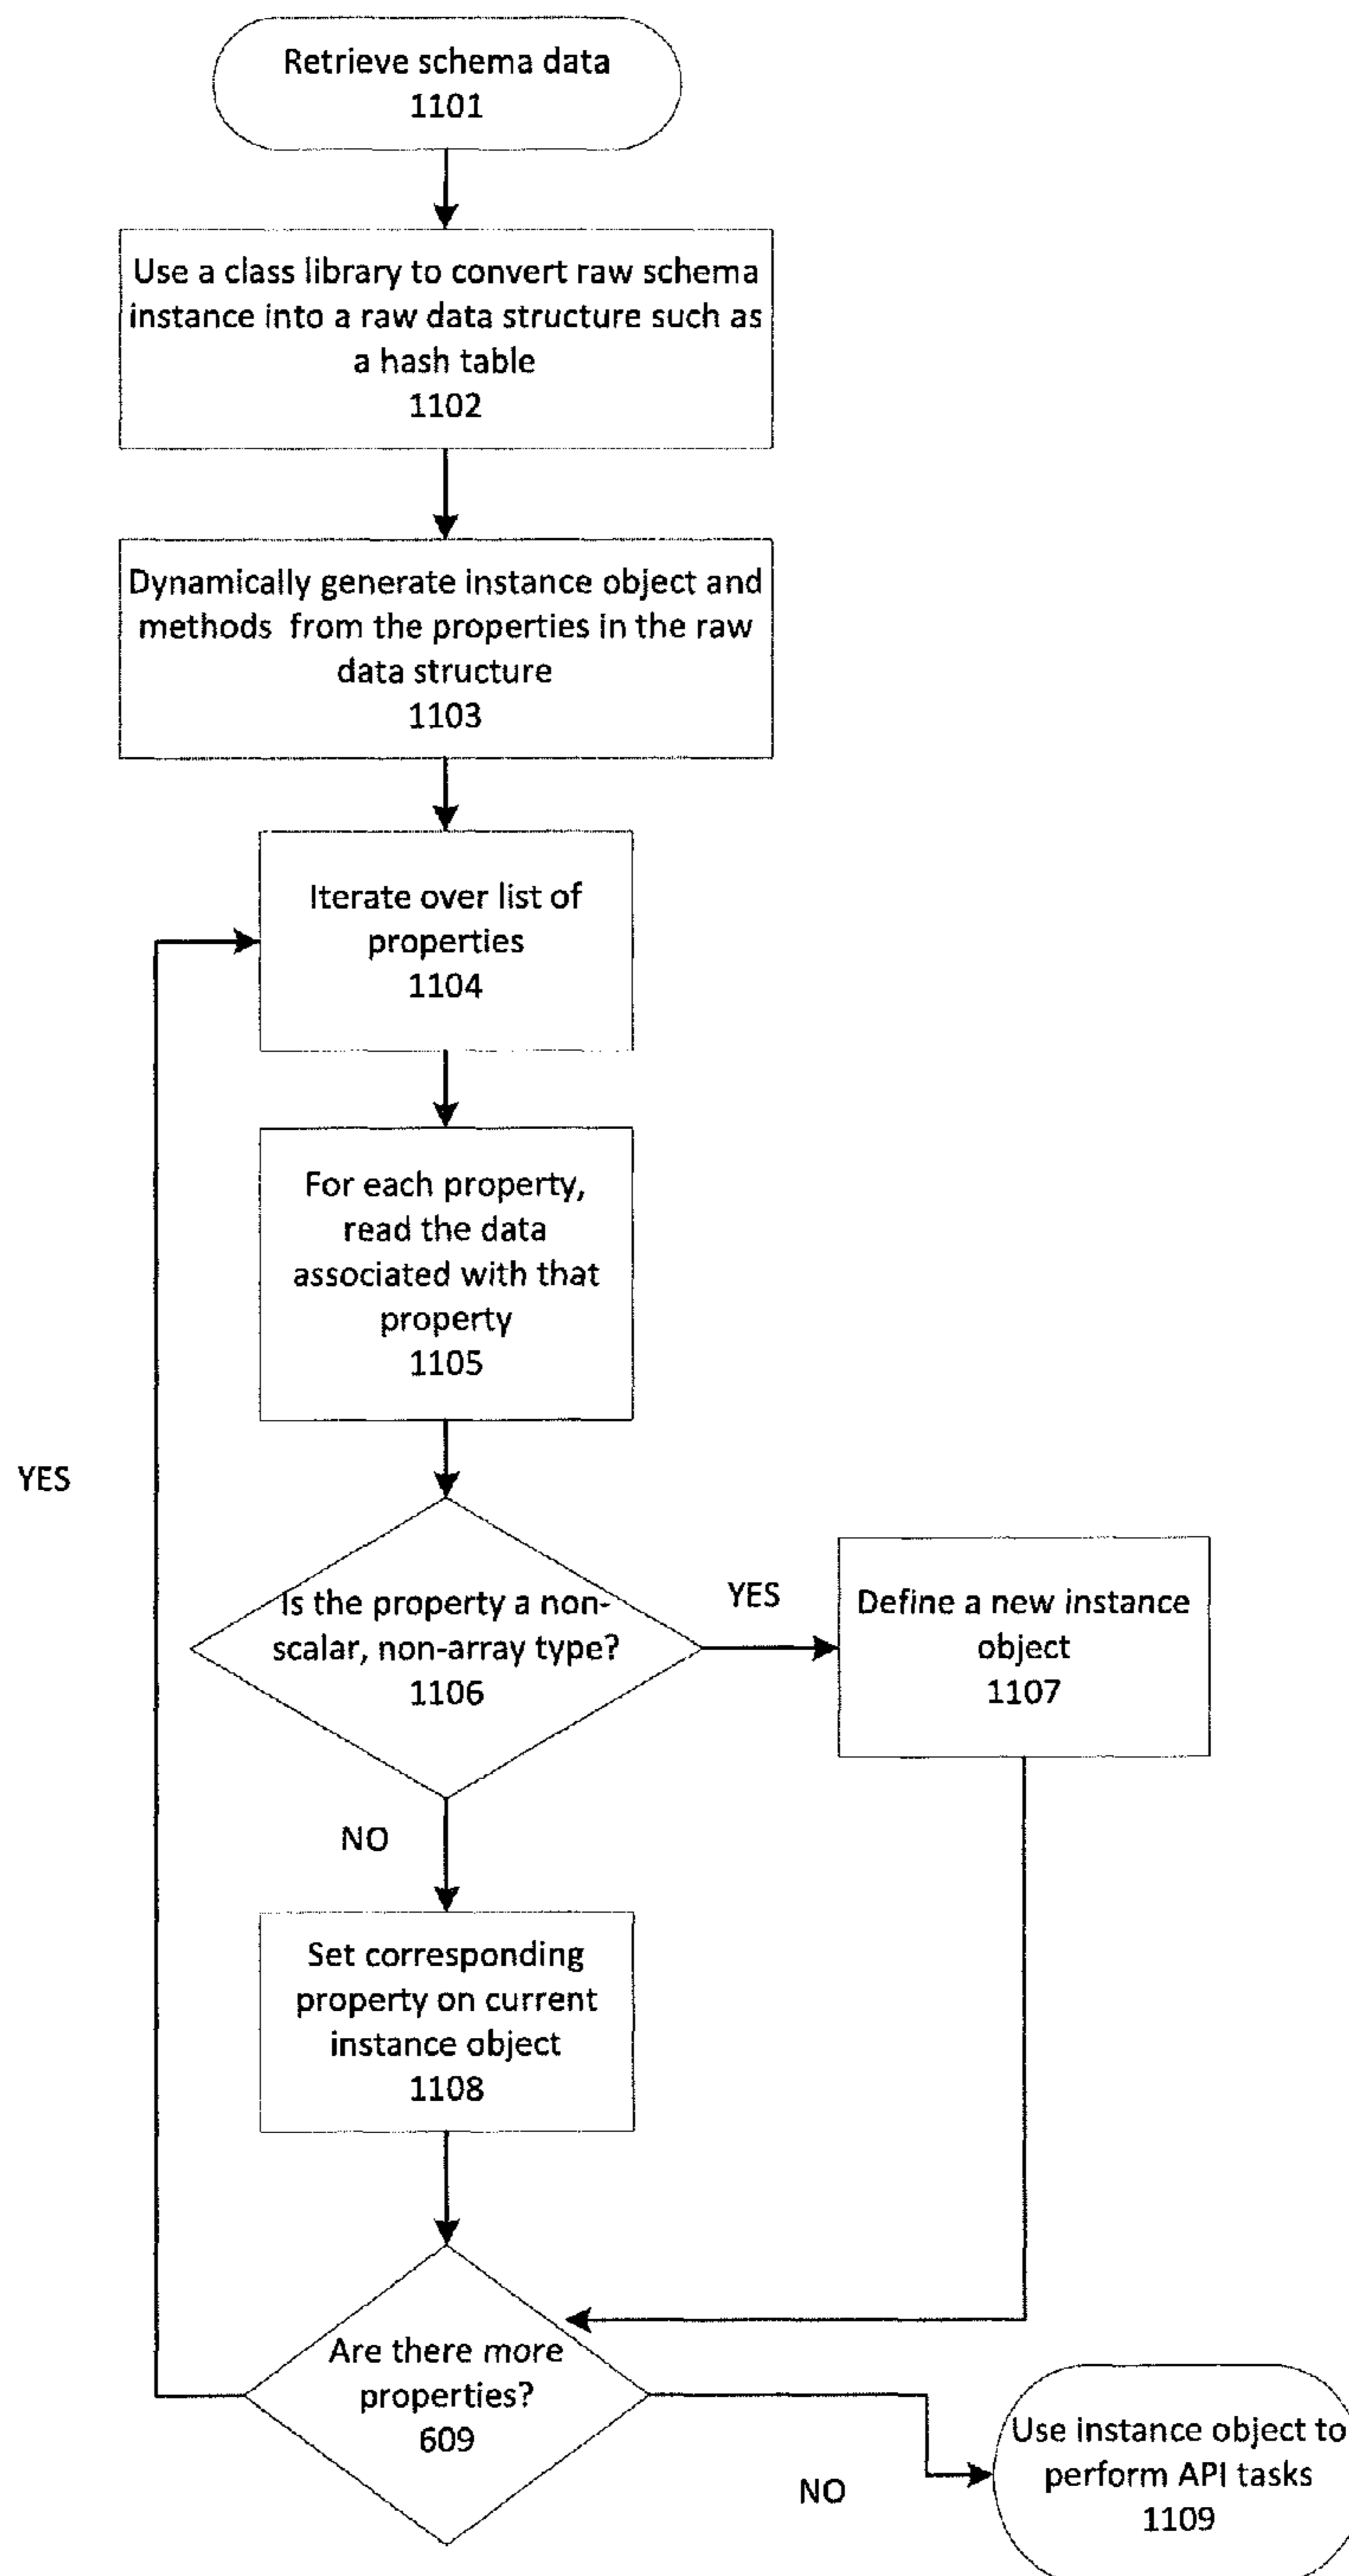 Retrieve schema data
1101
Use a class library to convert raw schema
instance into a raw data structure such as
a hash table
1102
Dynamically generate instance object and
methods from the properties in the raw
data structure
1103
Iterate over list of
properties
1104
For each property,
read the data
associated with that
property
1105
YES
Is the property a non-
scalar, non-array type?
1106
YES
Define a new instance
object
1107
NO
Set corresponding
property on current
instance object
1108
Are there more
properties?
609
NO
Use instance object to
perform API tasks
1109